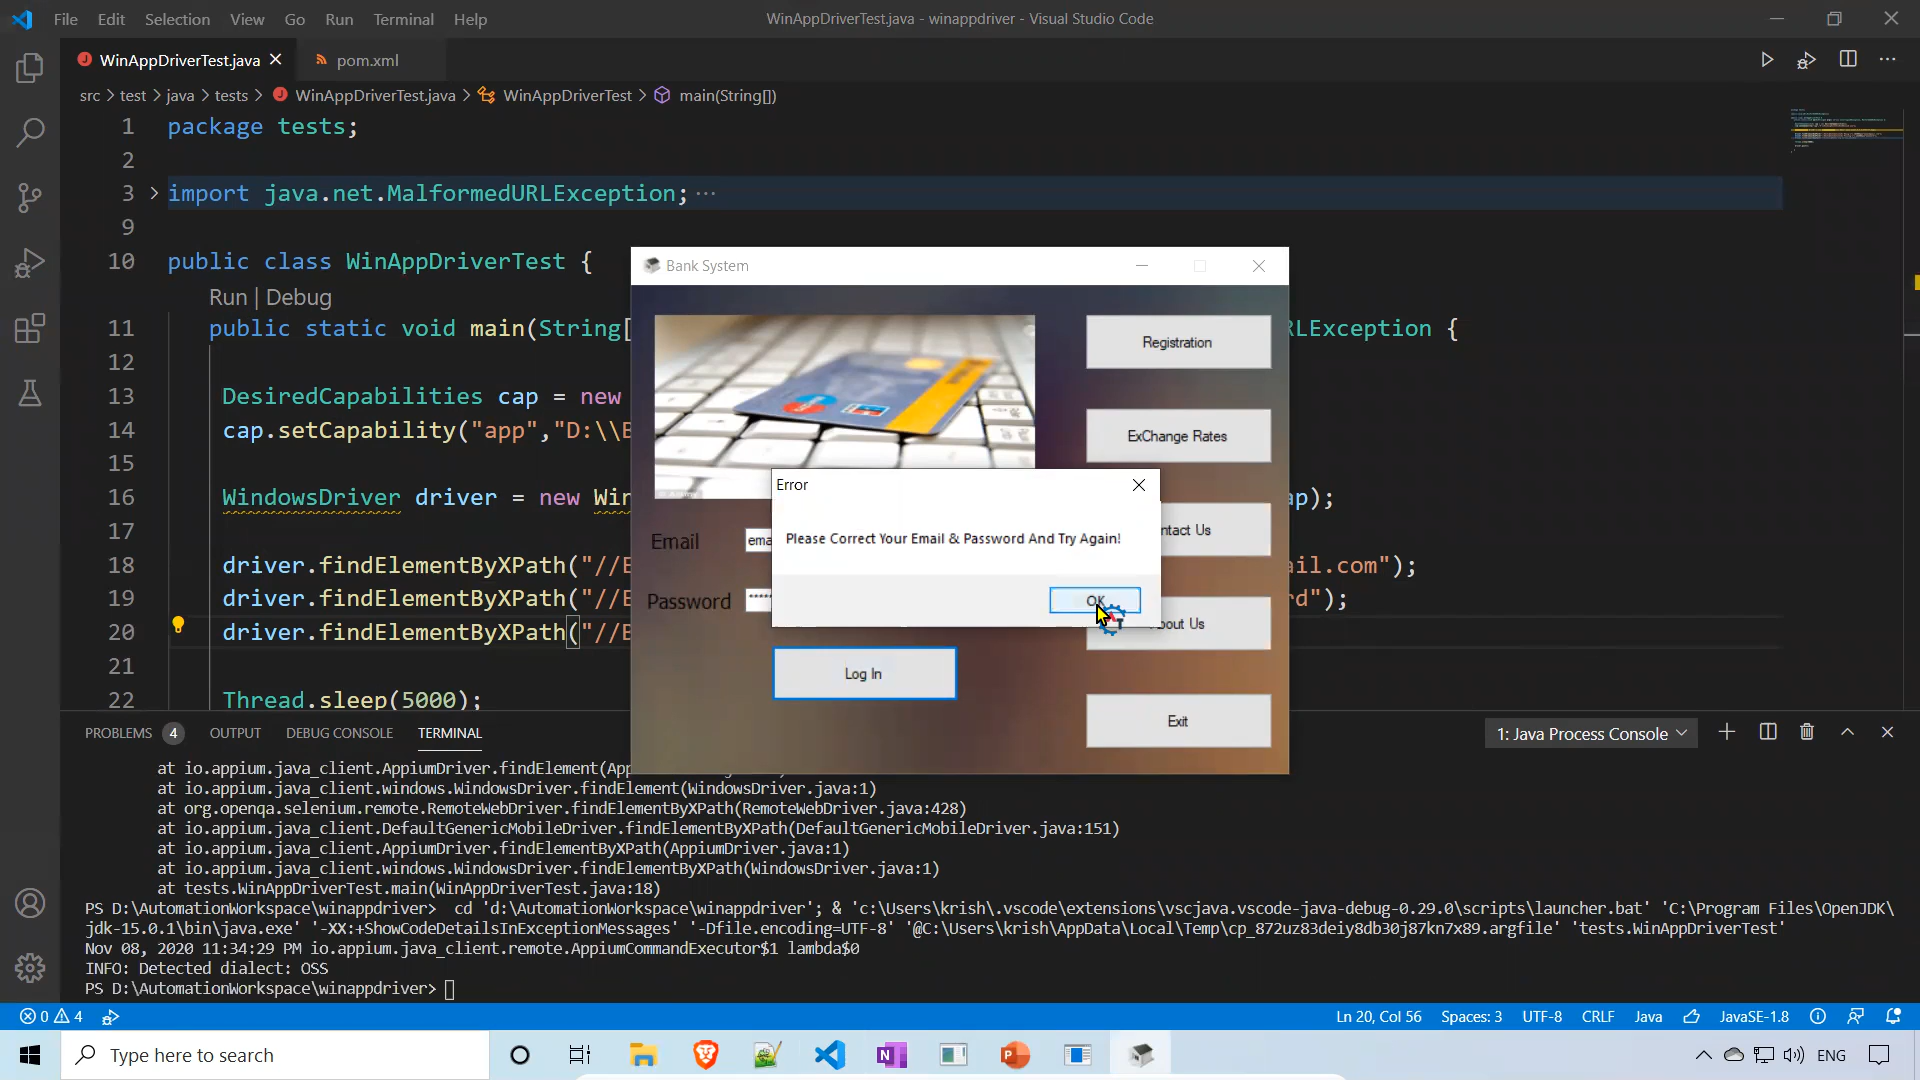 File Edit Selection View Go Run Terminal Help
WinAppDriverTest.java - winappdriver - Visual Studio Code
WinAppDriverTest.java
pom.xml
src > test > java > tests > WinAppDriverTest.java > WinAppDriverTest > main(String[])
1 package tests;
2
3 import java.net.MalformedURLException; ···
9
10 public class WinAppDriverTest {
Run | Debug
11 public static void main(String[ RLException {
12
13 DesiredCapabilities cap = new
14 cap.setCapability("app","D:\\
15
16 WindowsDriver driver = new Win ap);
17
18 driver.findElementByXPath("// ail.com");
19 driver.findElementByXPath("// rd");
20 driver.findElementByXPath("//
21
22 Thread.sleep(5000);
Bank System
Registration
ExChange Rates
ntact Us
out Us
Exit
Email ema
Password *****
Log In
Error
Please Correct Your Email & Password And Try Again!
OK
PROBLEMS 4 OUTPUT DEBUG CONSOLE TERMINAL
1: Java Process Console
at io.appium.java_client.AppiumDriver.findElement(App
at io.appium.java_client.windows.WindowsDriver.findElement(WindowsDriver.java:1)
at org.openqa.selenium.remote.RemoteWebDriver.findElementByXPath(RemoteWebDriver.java:428)
at io.appium.java_client.DefaultGenericMobileDriver.findElementByXPath(DefaultGenericMobileDriver.java:151)
at io.appium.java_client.AppiumDriver.findElementByXPath(AppiumDriver.java:1)
at io.appium.java_client.windows.WindowsDriver.findElementByXPath(WindowsDriver.java:1)
at tests.WinAppDriverTest.main(WinAppDriverTest.java:18)
PS D:\AutomationWorkspace\winappdriver> cd 'd:\AutomationWorkspace\winappdriver'; & 'c:\Users\krish\.vscode\extensions\vscjava.vscode-java-debug-0.29.0\scripts\launcher.bat' 'C:\Program Files\OpenJDK\
jdk-15.0.1\bin\java.exe' '-XX:+ShowCodeDetailsInExceptionMessages' '-Dfile.encoding=UTF-8' '@C:\Users\krish\AppData\Local\Temp\cp_872uz83deiy8db30j87kn7x89.argfile' 'tests.WinAppDriverTest'
Nov 08, 2020 11:34:29 PM io.appium.java_client.remote.AppiumCommandExecutor$1 lambda$0
INFO: Detected dialect: OSS
PS D:\AutomationWorkspace\winappdriver>
0 4
Ln 20, Col 56 Spaces: 3 UTF-8 CRLF Java JavaSE-1.8
Type here to search
ENG